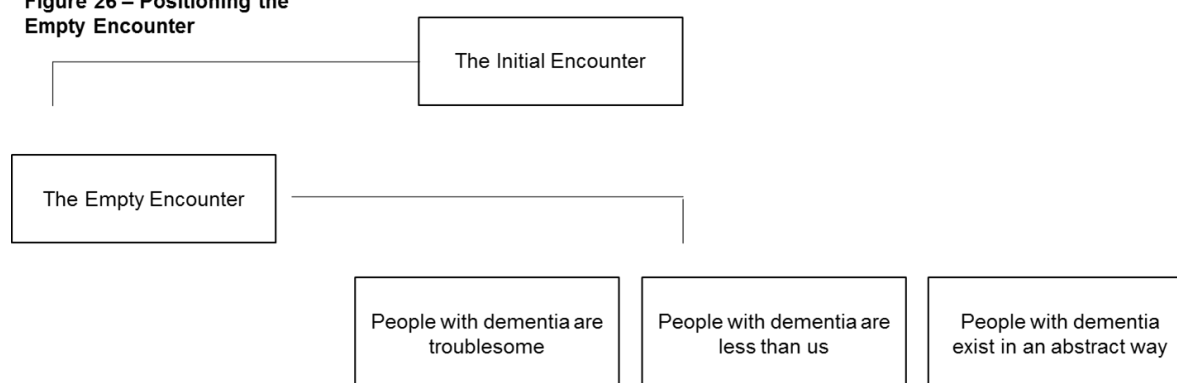 Figure 26 – Positioning the
Empty Encounter
The Initial Encounter
The Empty Encounter
People with dementia are
troublesome
People with dementia are
less than us
People with dementia
exist in an abstract way